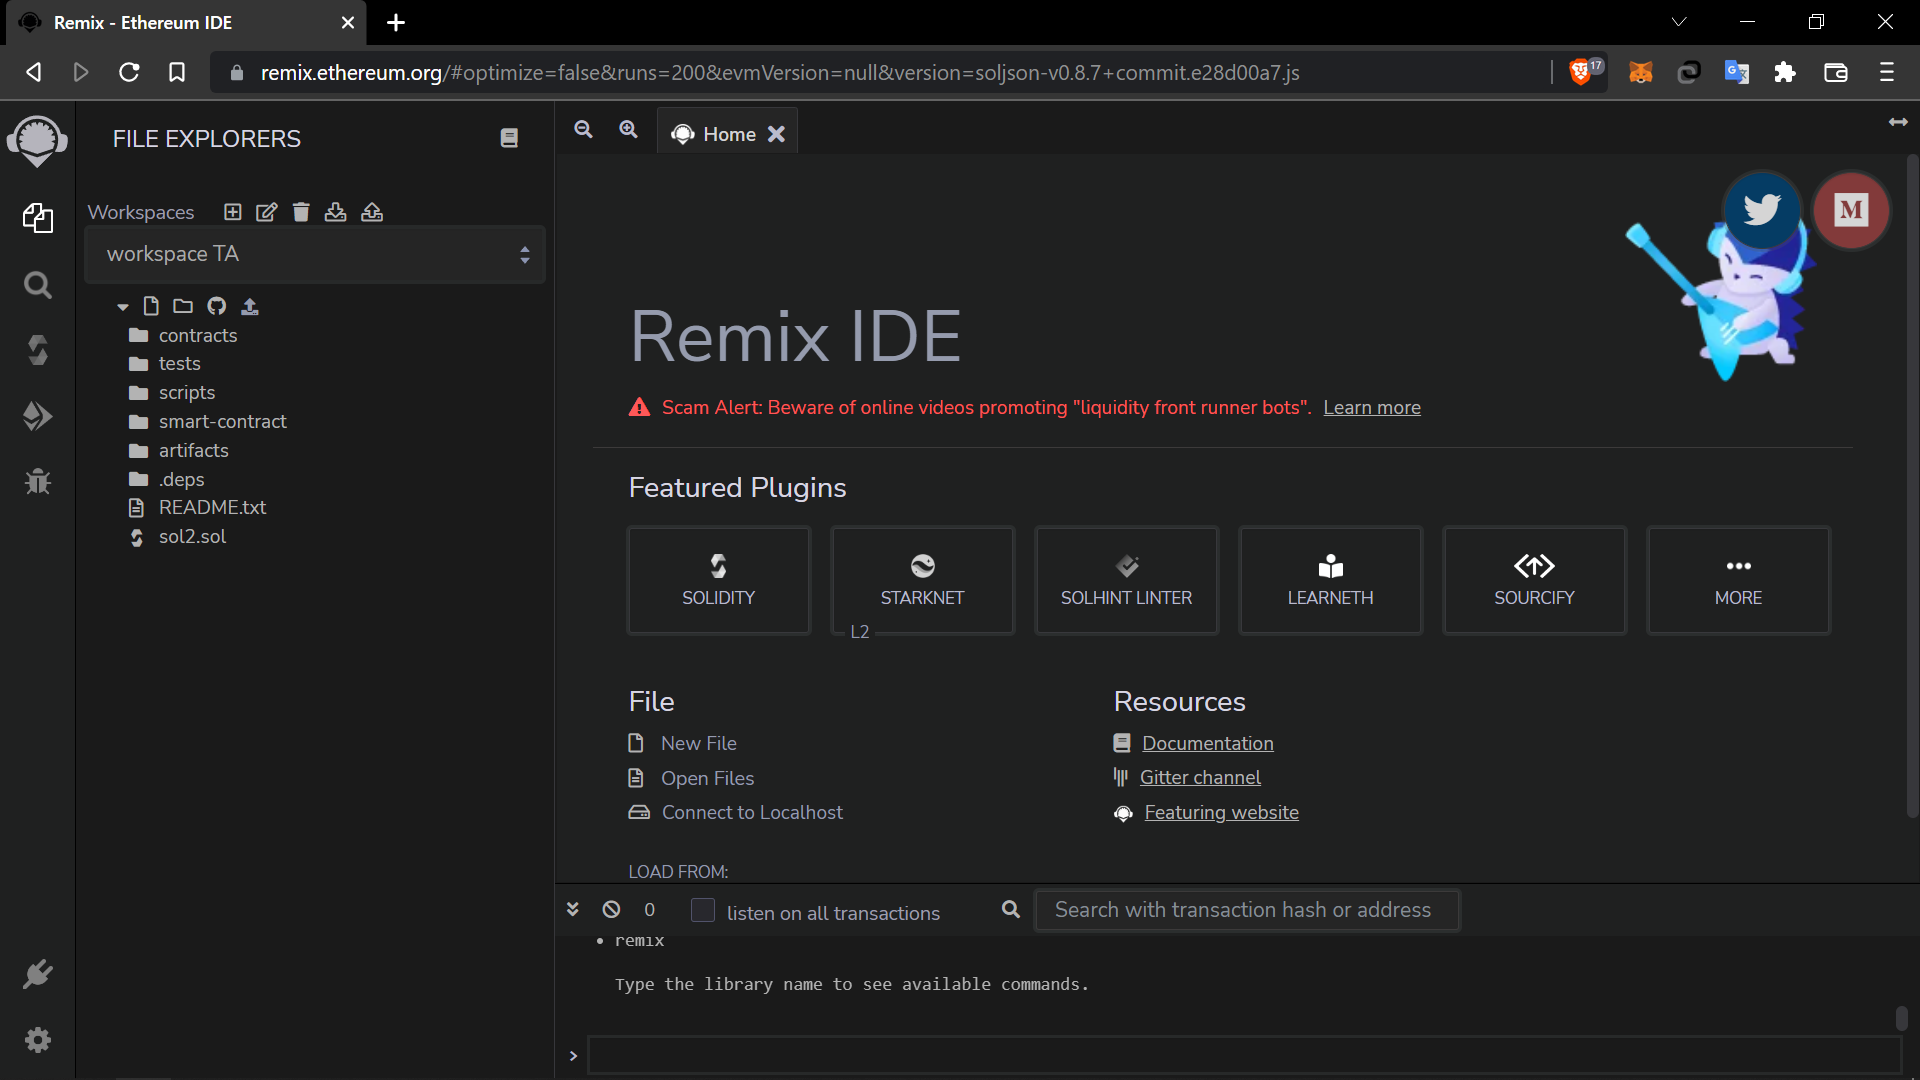 Remix - Ethereum IDE
remix.ethereum.org/#optimize=false&runs=200&evmVersion=null&version=soljson-v0.8.7+commit.e28d00a7.js
17
FILE EXPLORERS
Workspaces
workspace TA
contracts
tests
scripts
smart-contract
artifacts
.deps
README.txt
sol2.sol
Home
M
Remix IDE
Scam Alert: Beware of online videos promoting "liquidity front runner bots". Learn more
Featured Plugins
SOLIDITY
STARKNET
L2
SOLHINT LINTER
LEARNETH
SOURCIFY
MORE
File
New File
Open Files
Connect to Localhost
LOAD FROM:
Resources
Documentation
Gitter channel
Featuring website
0
listen on all transactions
Search with transaction hash or address
• remix
Type the library name to see available commands.
>